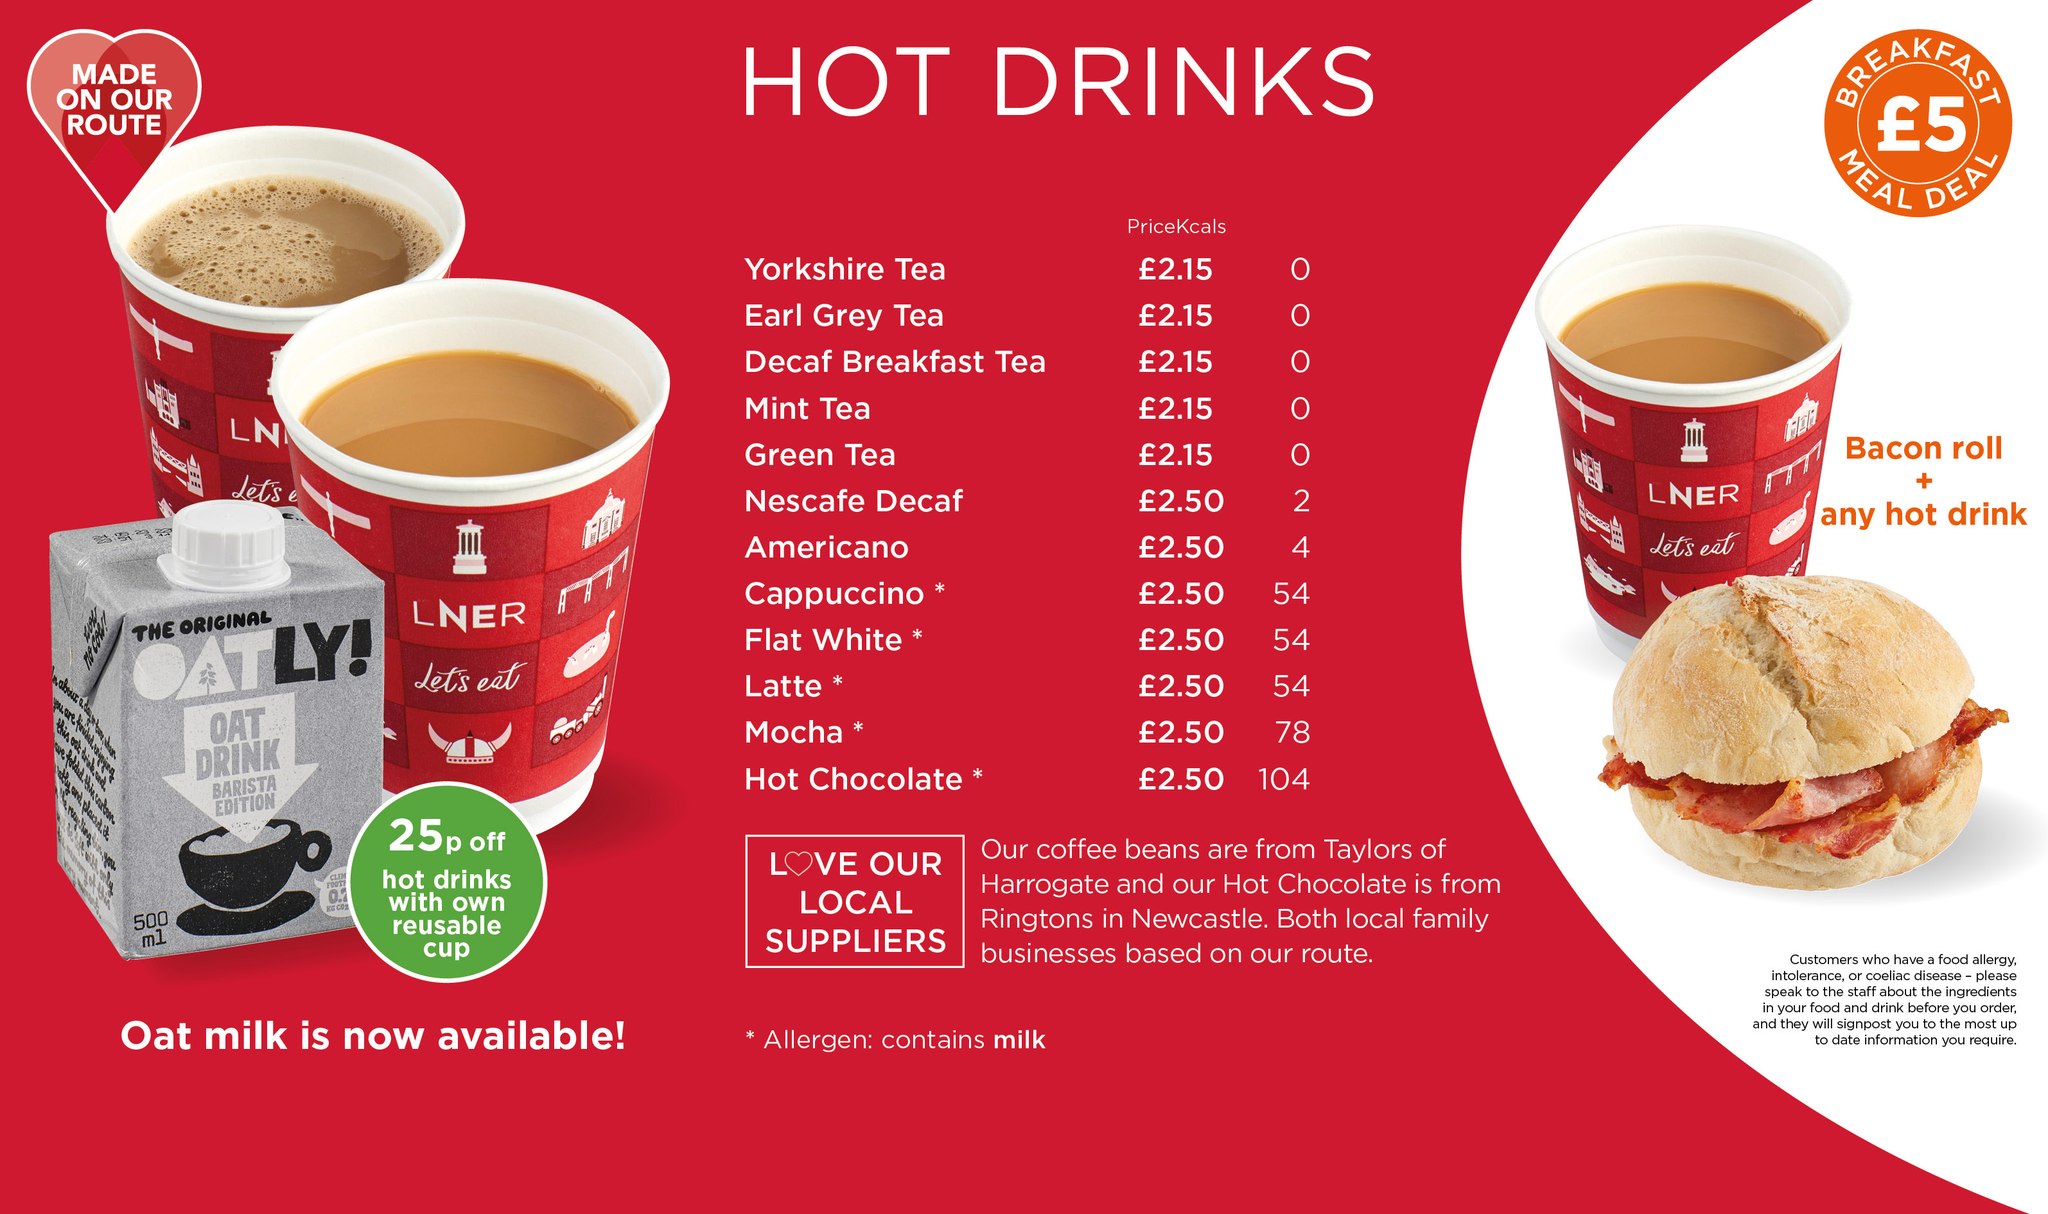 MADE
ON OUR
ROUTE
HOT DRINKS
BREAKFAST
£5
MEAL DEAL
PriceKcals
Yorkshire Tea £2.15 0
Earl Grey Tea £2.15 0
Decaf Breakfast Tea £2.15 0
Mint Tea £2.15 0
Green Tea £2.15 0
Nescafe Decaf £2.50 2
Americano £2.50 4
Cappuccino * £2.50 54
Flat White * £2.50 54
Latte * £2.50 54
Mocha * £2.50 78
Hot Chocolate * £2.50 104
LOVE OUR
LOCAL
SUPPLIERS
Our coffee beans are from Taylors of
Harrogate and our Hot Chocolate is from
Ringtons in Newcastle. Both local family
businesses based on our route.
* Allergen: contains milk
LNER
Let's eat
THE ORIGINAL
OATLY!
OAT
DRINK
BARISTA
EDITION
500
ml
25p off
hot drinks
with own
reusable
cup
Oat milk is now available!
LNER
Let's eat
Bacon roll
+
any hot drink
Customers who have a food allergy,
intolerance, or coeliac disease – please
speak to the staff about the ingredients
in your food and drink before you order,
and they will signpost you to the most up
to date information you require.